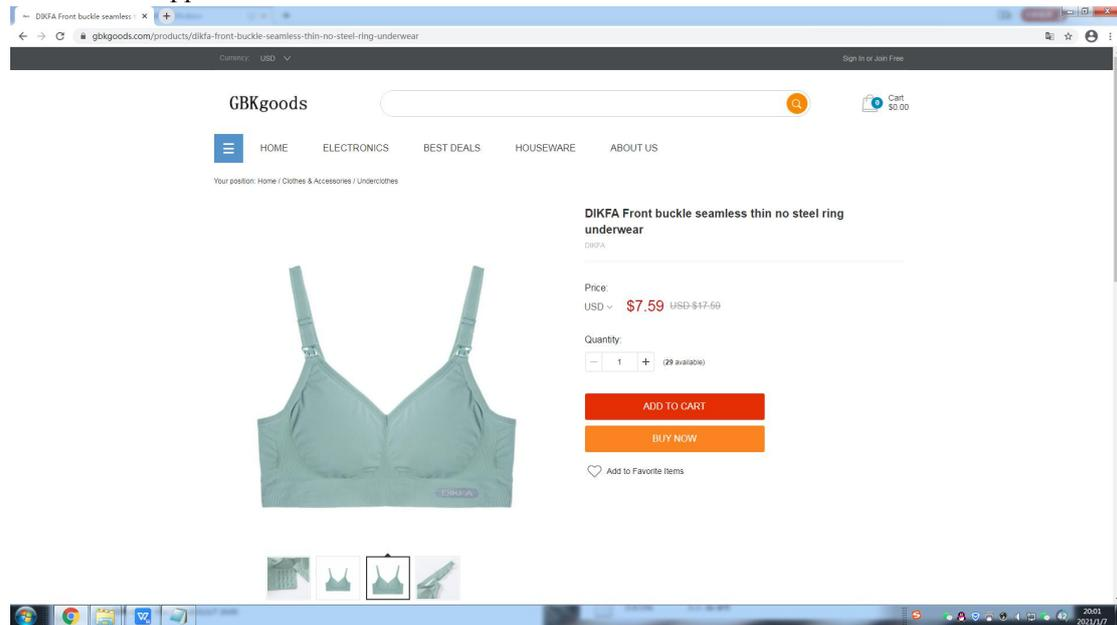 DIKFA Front buckle seamless t
gbkgoods.com/products/dikfa-front-buckle-seamless-thin-no-steel-ring-underwear
Currency: USD
Sign In or Join Free
GBKgoods
0
Cart
$0.00
HOME ELECTRONICS BEST DEALS HOUSEWARE ABOUT US
Your position: Home / Clothes & Accessories / Underclothes
DIKFA Front buckle seamless thin no steel ring
underwear
DIKFA
Price:
USD $7.59 USD $17.59
Quantity:
1 (29 available)
ADD TO CART
BUY NOW
Add to Favorite Items
DIKFA
20:01
2021/1/7